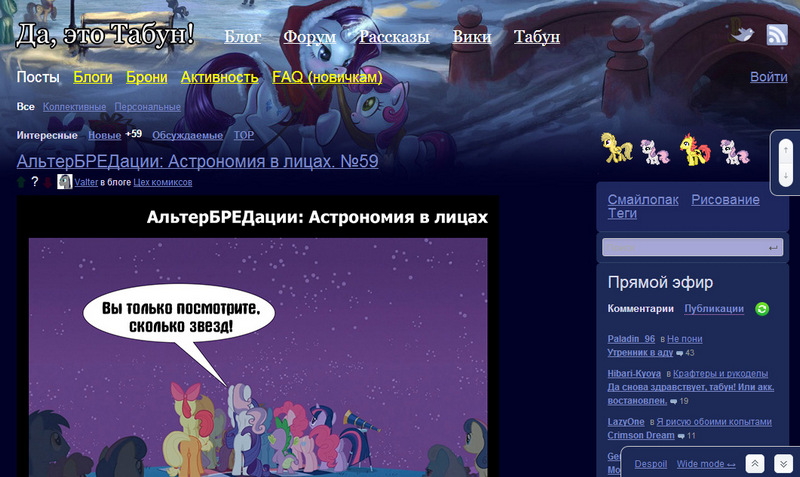 Да, это Табун!
Блог Форум Рассказы Вики Табун
Посты Блоги Брони Активность FAQ (новичкам)
Войти
Все Коллективные Персональные
Интересные Новые +59 Обсуждаемые TOP
АльтерБРЕДации: Астрономия в лицах. №59
? Valter в блоге Цех комиксов
АльтерБРЕДации: Астрономия в лицах
Вы только посмотрите,
сколько звезд!
Смайлопак Рисование
Теги
Прямой эфир
Комментарии Публикации
Paladin_96 в Не пони
Утренник в аду 43
Hibari-Kyoya в Крафтеры и рукоделы
Да снова здравствует, табун! Или акк.
востановлен. 19
LazyOne в Я рисую обоими копытами
Crimson Dream 11
Despoil Wide mode